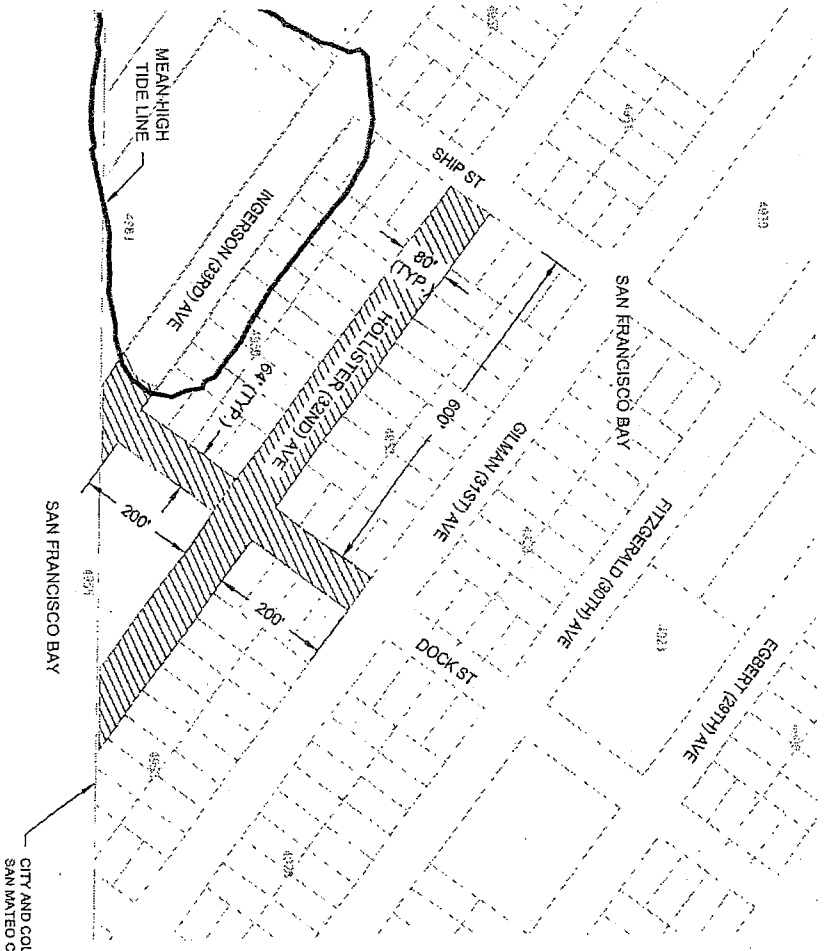 MEAN HIGH
TIDE LINE
SHIP ST
INGERSON (33RD) AVE
80'
(TYP.)
HOLLISTER (32ND) AVE
64' (TYP.)
600'
SAN FRANCISCO BAY
GILMAN (31ST) AVE
FITZGERALD (30TH) AVE
EGBERT (29TH) AVE
DOCK ST
200'
200'
SAN FRANCISCO BAY
CITY AND COU
SAN MATEO C